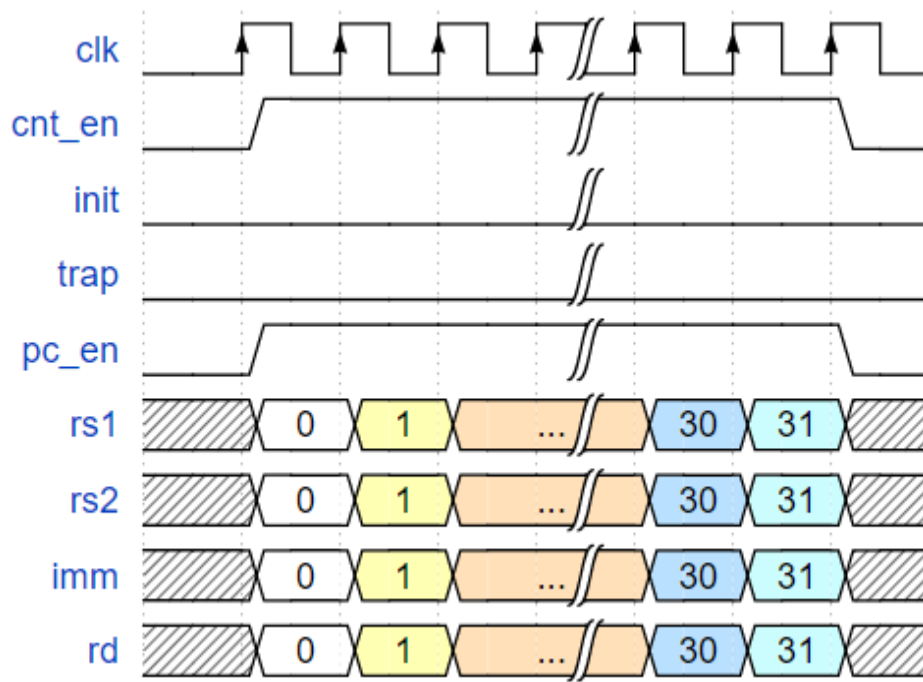 clk
cnt_en
init
trap
pc_en
rs1 0 1 ... 30 31
rs2 0 1 ... 30 31
imm 0 1 ... 30 31
rd 0 1 ... 30 31